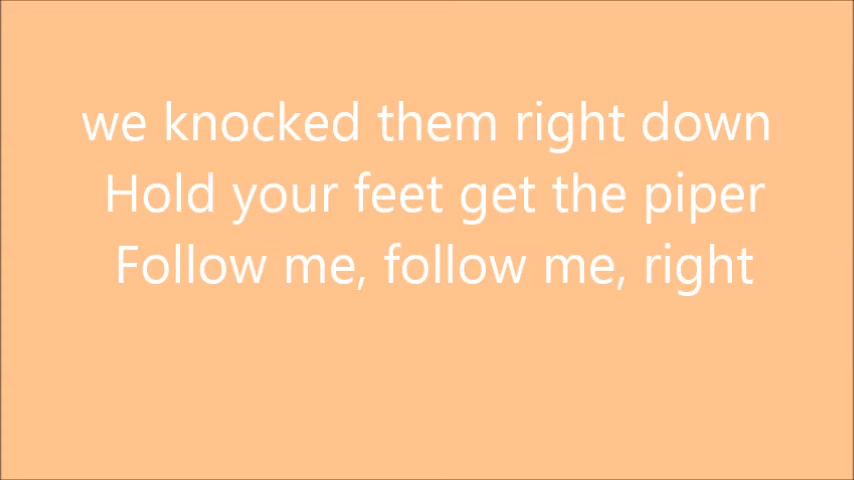 we knocked them right down
Hold your feet get the piper
Follow me, follow me, right